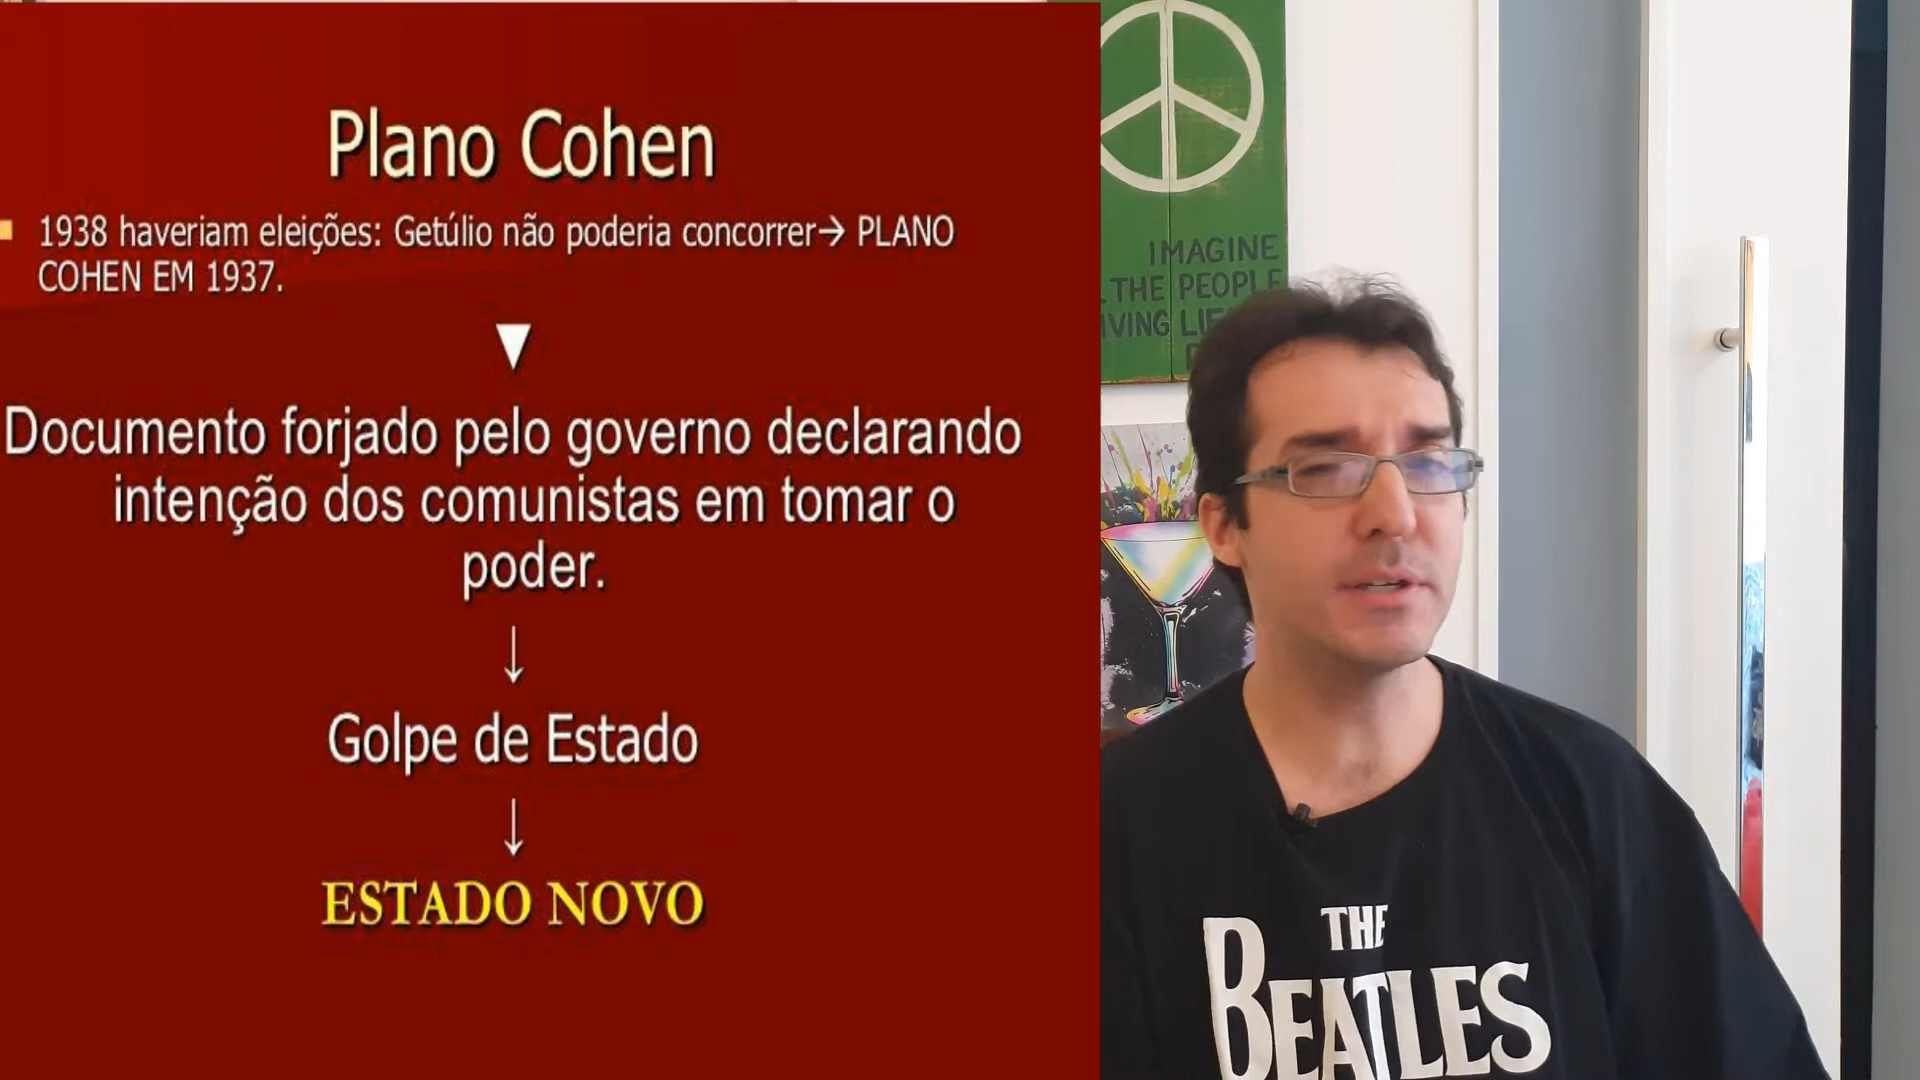 Plano Cohen
1938 haveriam eleições: Getúlio não poderia concorrer→ PLANO
COHEN EM 1937.
Documento forjado pelo governo declarando
intenção dos comunistas em tomar o
poder.
↓
Golpe de Estado
↓
ESTADO NOVO
IMAGINE
THE PEOPLE
THE
BEATLES